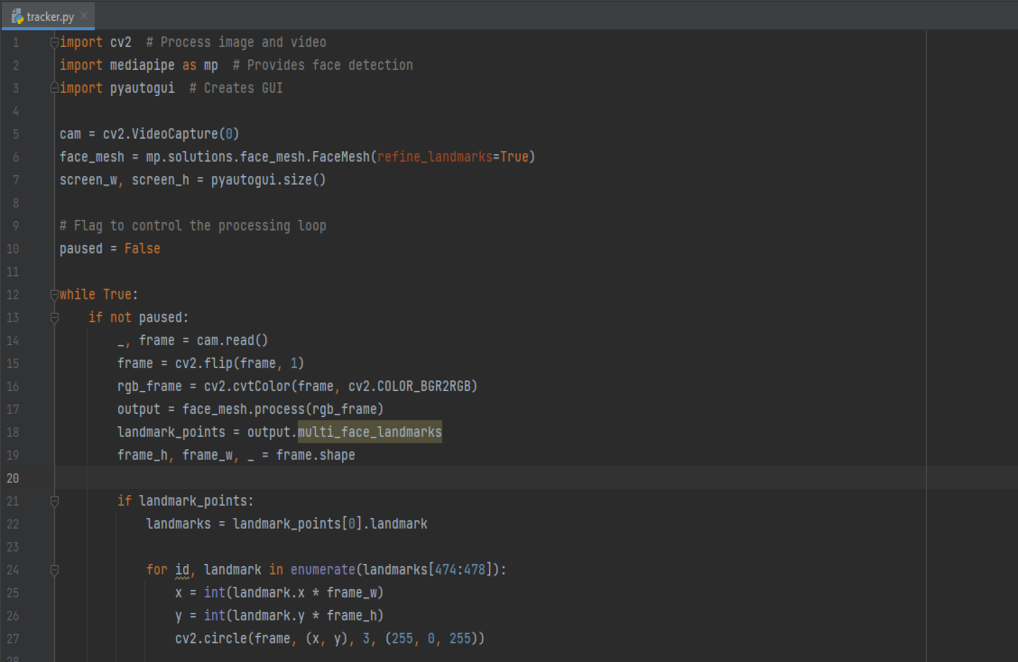 tracker.py
1 import cv2  # Process image and video
2 import mediapipe as mp  # Provides face detection
3 import pyautogui  # Creates GUI
4
5 cam = cv2.VideoCapture(0)
6 face_mesh = mp.solutions.face_mesh.FaceMesh(refine_landmarks=True)
7 screen_w, screen_h = pyautogui.size()
8
9 # Flag to control the processing loop
10 paused = False
11
12 while True:
13     if not paused:
14         _, frame = cam.read()
15         frame = cv2.flip(frame, 1)
16         rgb_frame = cv2.cvtColor(frame, cv2.COLOR_BGR2RGB)
17         output = face_mesh.process(rgb_frame)
18         landmark_points = output.multi_face_landmarks
19         frame_h, frame_w, _ = frame.shape
20
21         if landmark_points:
22             landmarks = landmark_points[0].landmark
23
24             for id, landmark in enumerate(landmarks[474:478]):
25                 x = int(landmark.x * frame_w)
26                 y = int(landmark.y * frame_h)
27                 cv2.circle(frame, (x, y), 3, (255, 0, 255))
28